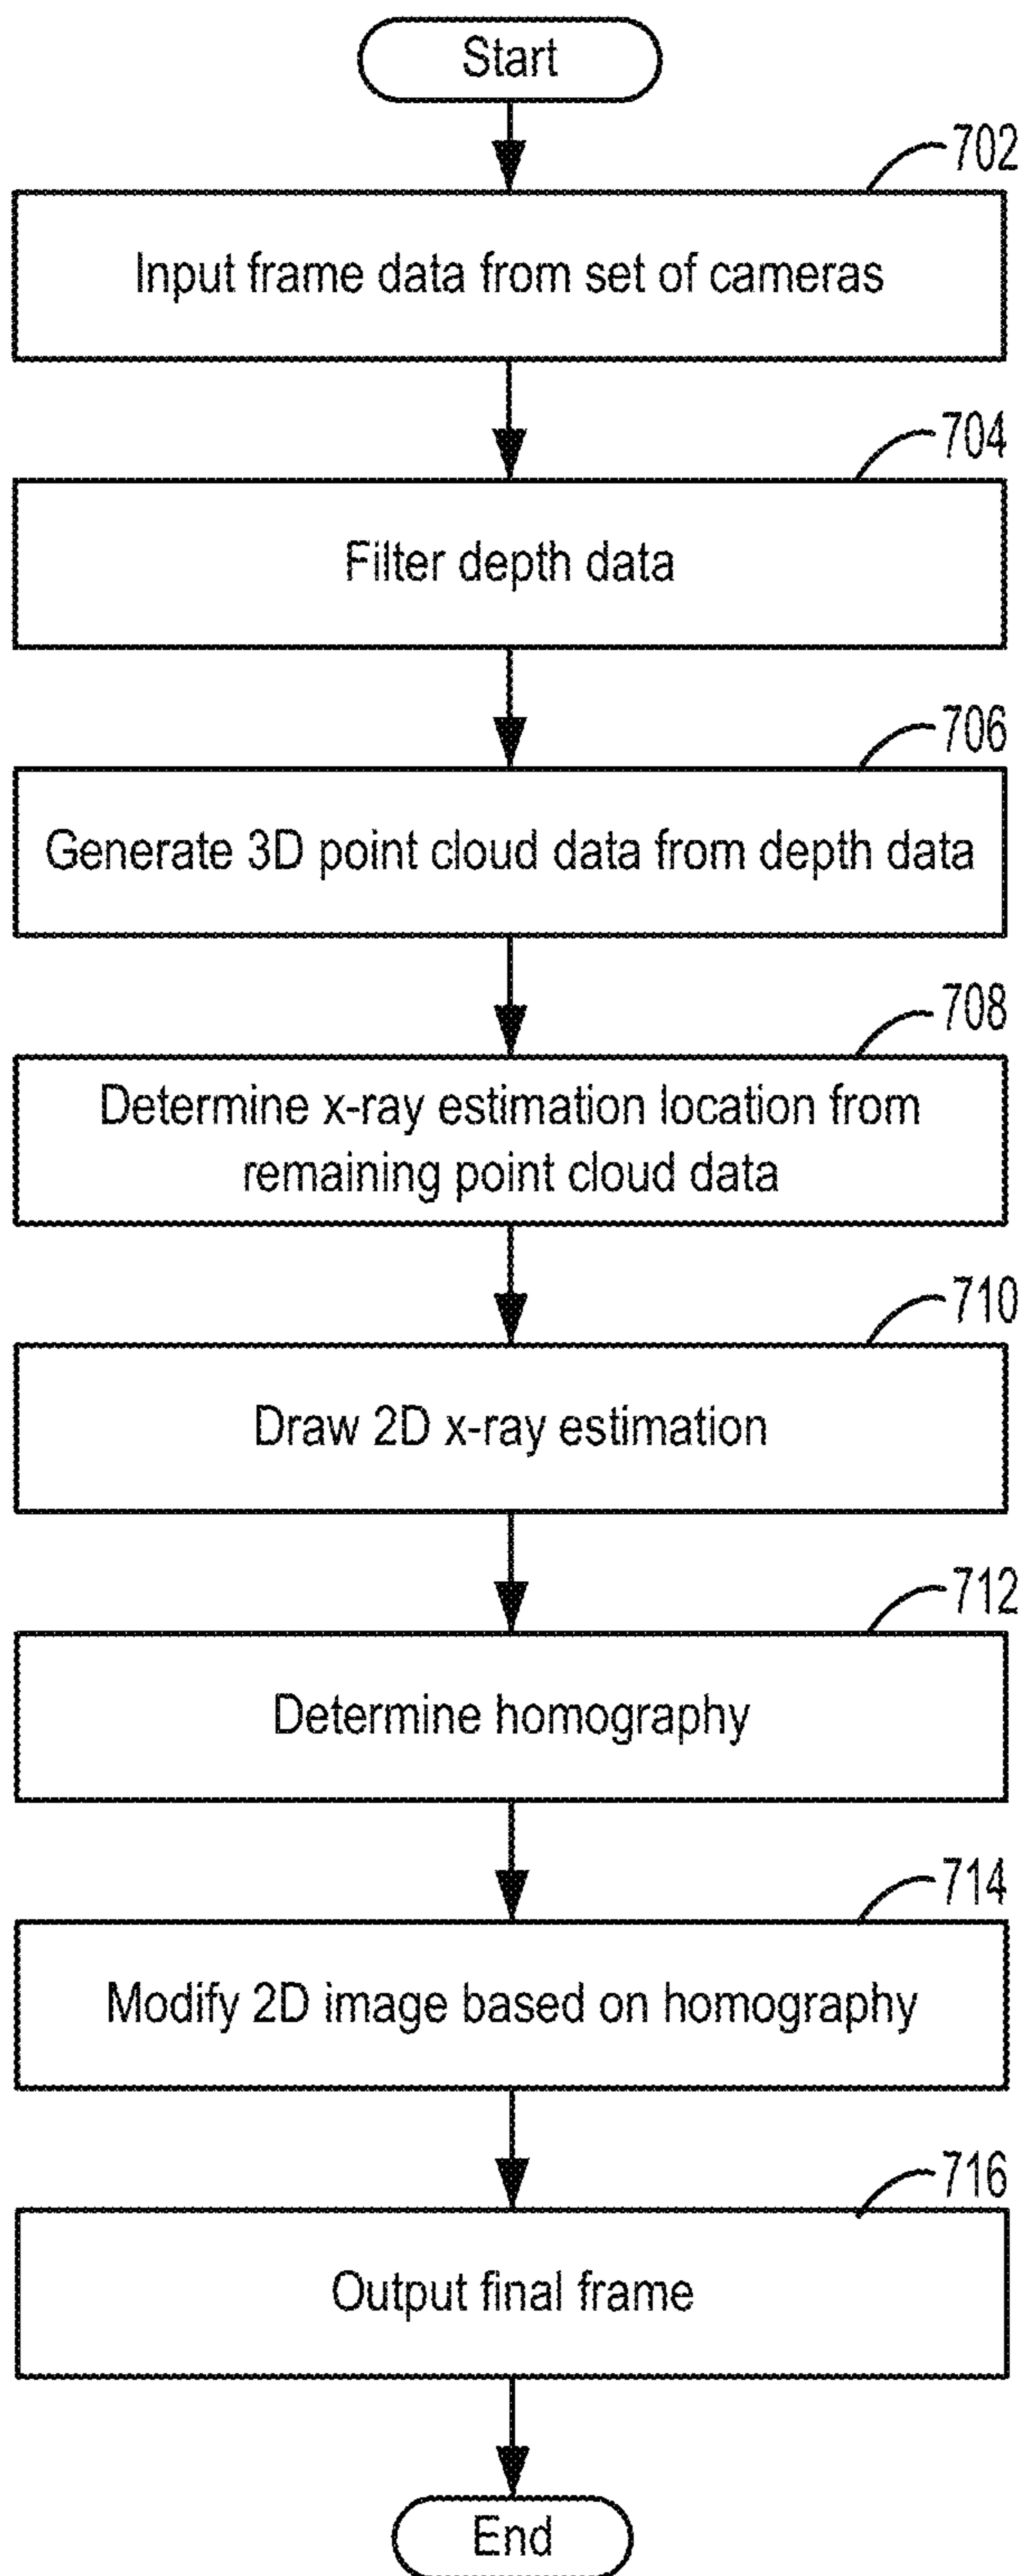 Start
702
Input frame data from set of cameras
704
Filter depth data
706
Generate 3D point cloud data from depth data
708
Determine x-ray estimation location from
remaining point cloud data
710
Draw 2D x-ray estimation
712
Determine homography
714
Modify 2D image based on homography
716
Output final frame
End